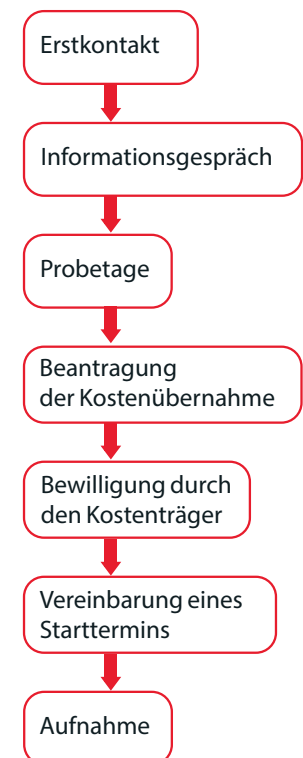 Erstkontakt
Informationsgespräch
Probetage
Beantragung
der Kostenübernahme
Bewilligung durch
den Kostenträger
Vereinbarung eines
Starttermins
Aufnahme